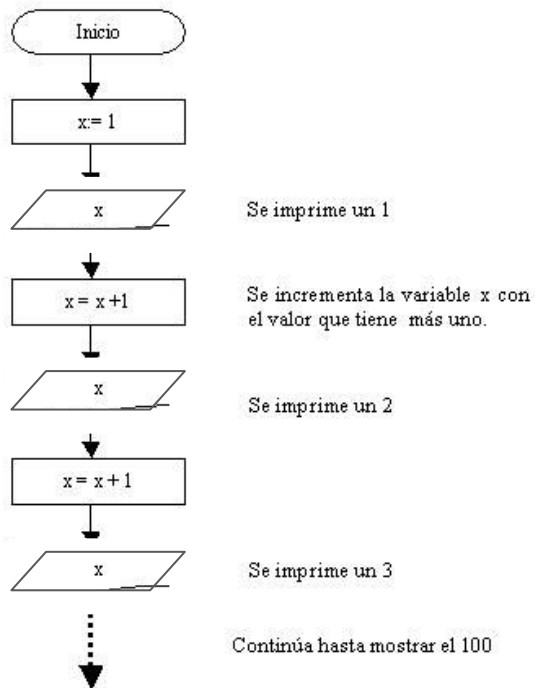 Inicio
x:= 1
x
Se imprime un 1
x = x +1
Se incrementa la variable x con
el valor que tiene más uno.
x
Se imprime un 2
x = x + 1
x
Se imprime un 3
Continúa hasta mostrar el 100